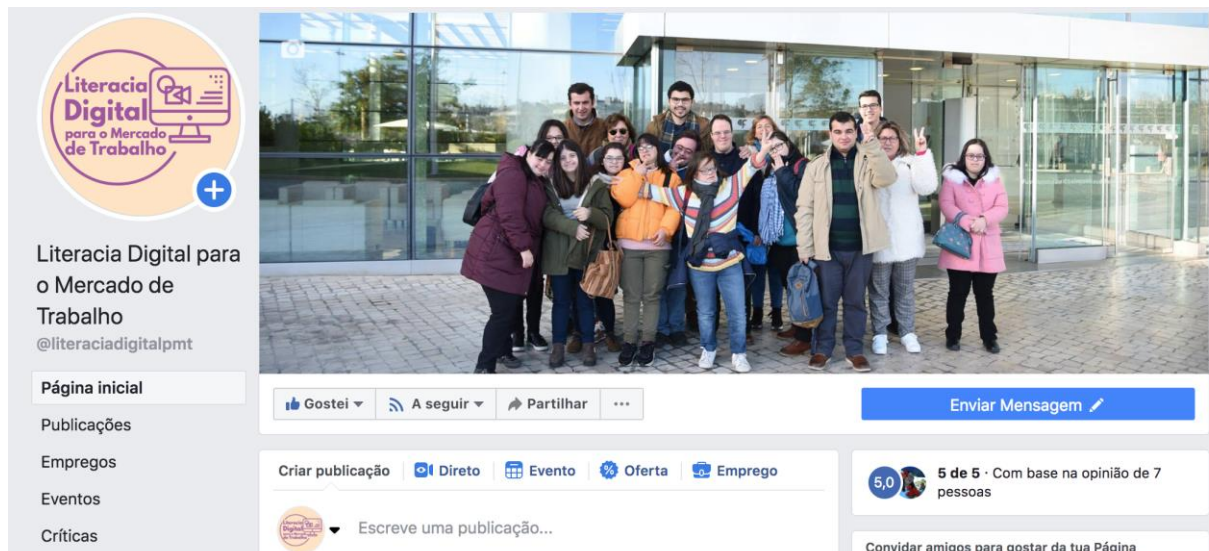 Literacia
Digital
para o Mercado
de Trabalho
Literacia Digital para
o Mercado de
Trabalho
@literaciadigitalpmt
Página inicial
Publicações
Empregos
Eventos
Críticas
Gostei
A seguir
Partilhar
Enviar Mensagem
Criar publicação
Direto
Evento
Oferta
Emprego
Escreve uma publicação...
5,0
5 de 5 · Com base na opinião de 7
pessoas
Convidar amigos para gostar da tua Página